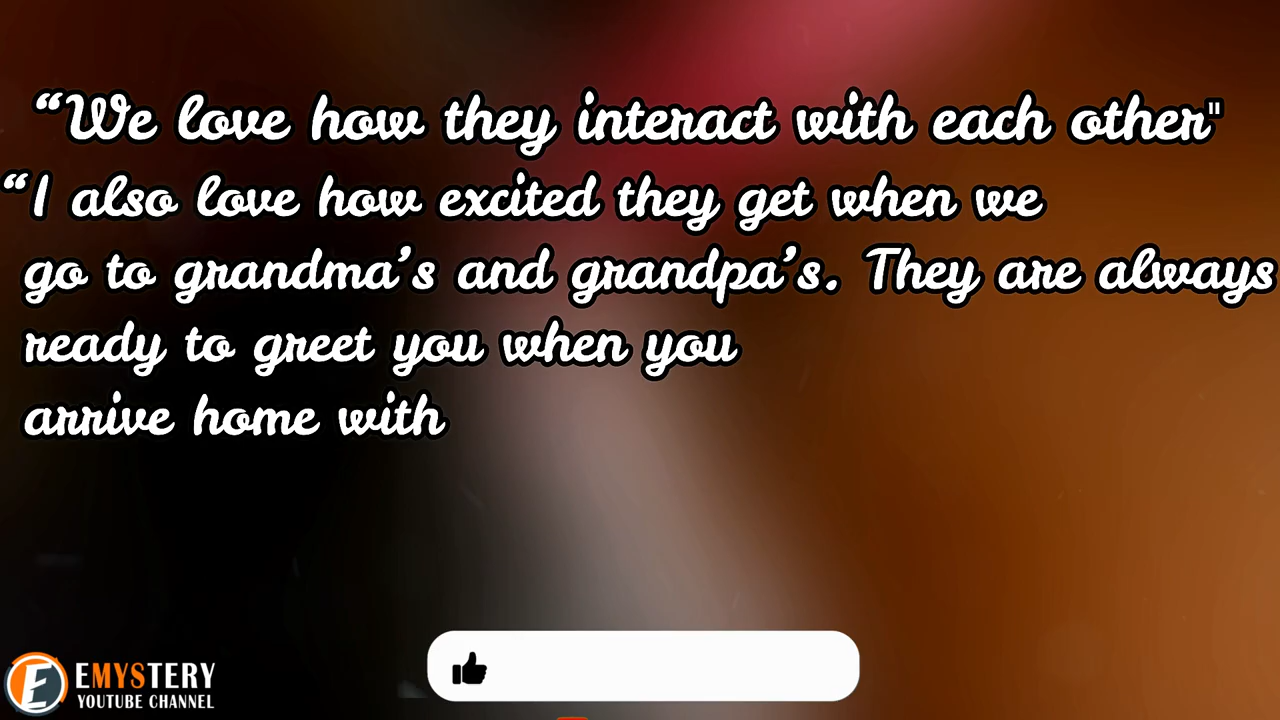 “We love how they interact with each other"
“I also love how excited they get when we
go to grandma’s and grandpa’s. They are always
ready to greet you when you
arrive home with
EMYSTERY
YOUTUBE CHANNEL